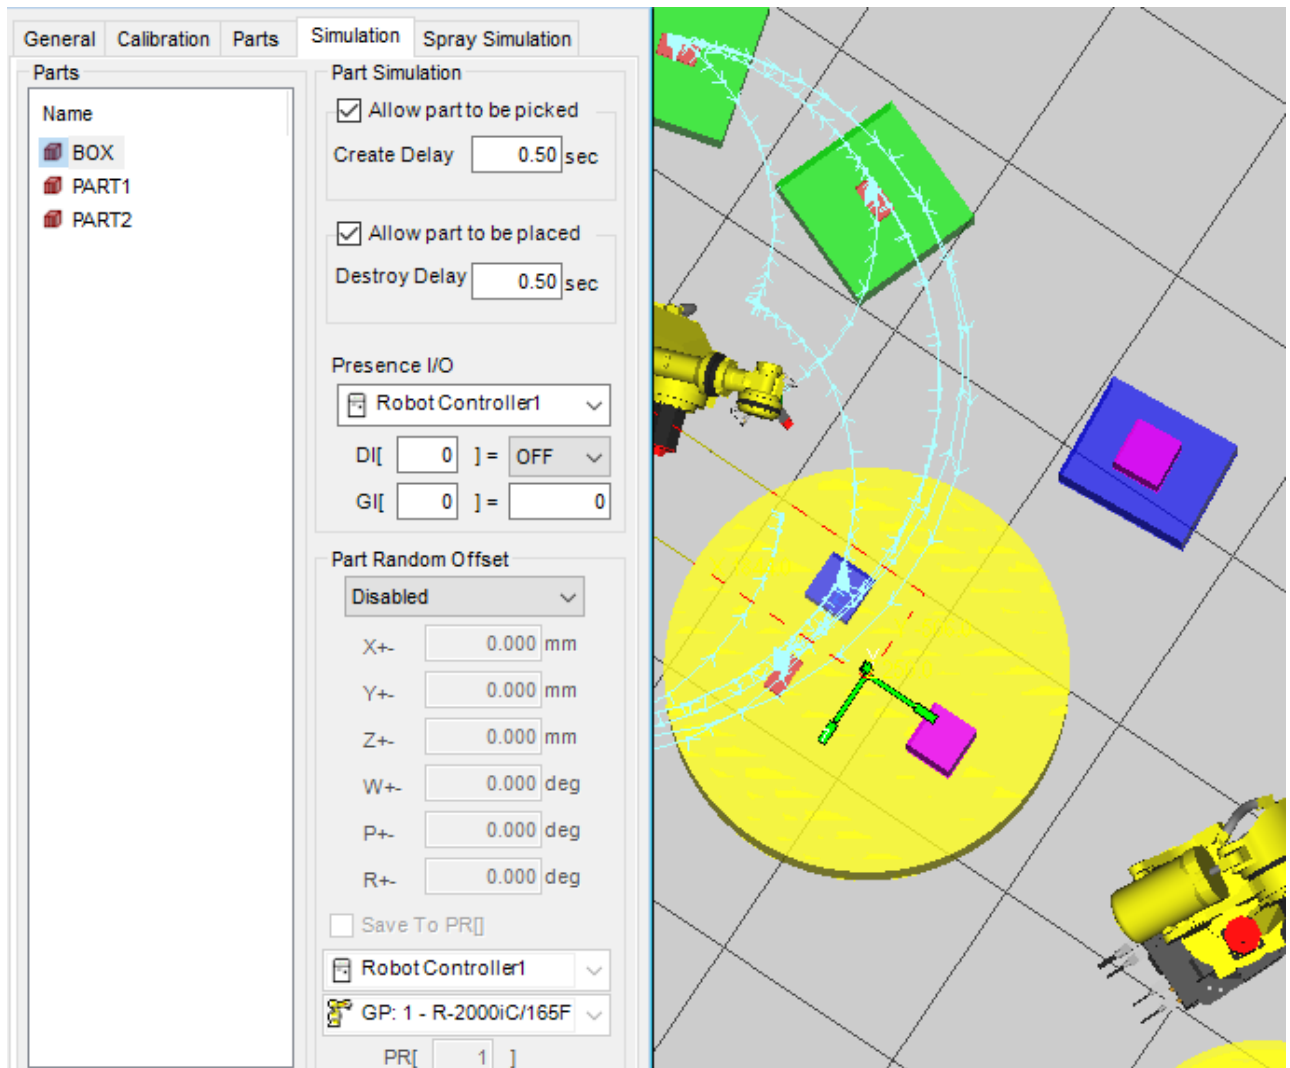 General Calibration Parts Simulation Spray Simulation
Parts
Name
BOX
PART1
PART2
Part Simulation
Allow part to be picked
Create Delay 0.50 sec
Allow part to be placed
Destroy Delay 0.50 sec
Presence I/O
Robot Controller1
DI[ 0 ] = OFF
GI[ 0 ] = 0
Part Random Offset
Disabled
X+- 0.000 mm
Y+- 0.000 mm
Z+- 0.000 mm
W+- 0.000 deg
P+- 0.000 deg
R+- 0.000 deg
Save To PR[]
Robot Controller1
GP: 1 - R-2000iC/165F
PR[ 1 ]